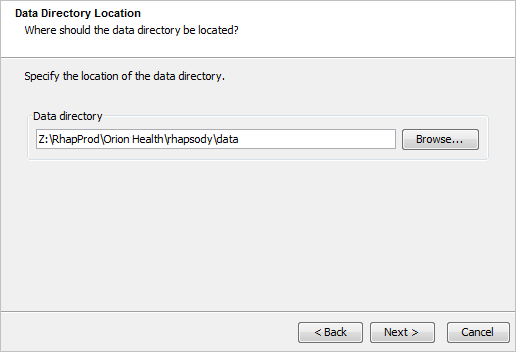 Data Directory Location
Where should the data directory be located?
Specify the location of the data directory.
Data directory
Z:\RhapProd\Orion Health\rhapsody\data
Browse...
< Back
Next >
Cancel